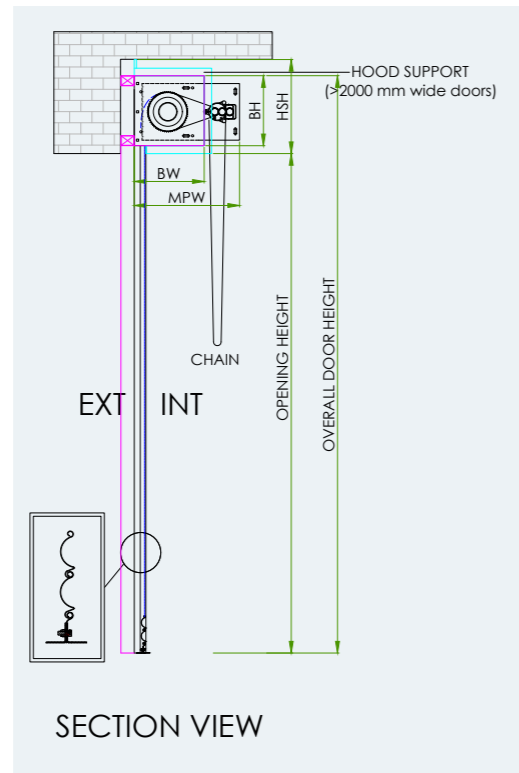 HOOD SUPPORT
(>2000 mm wide doors)
BH
HSH
BW
MPW
CHAIN
OPENING HEIGHT
OVERALL DOOR HEIGHT
EXT
INT
SECTION VIEW